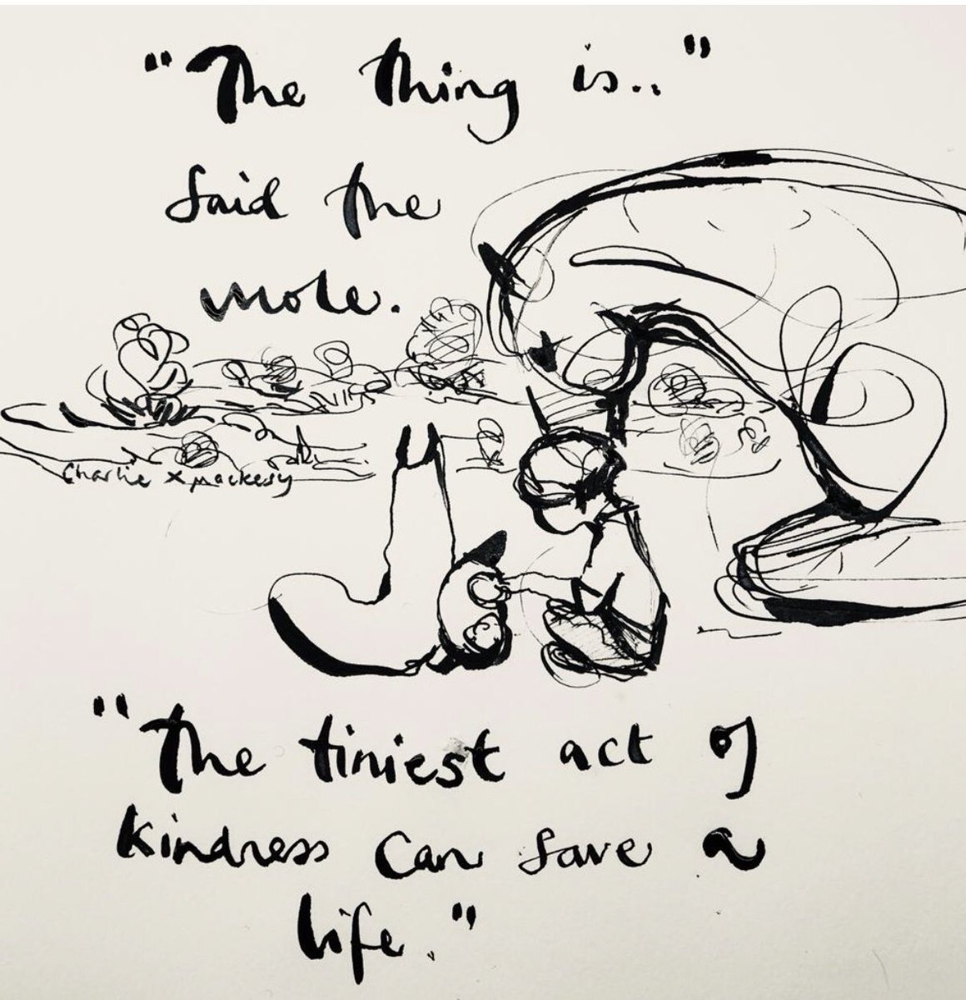 "The thing is.."
Said the
mole.
Charlie x mackesy
"The tiniest act of
kindness can save a
life."